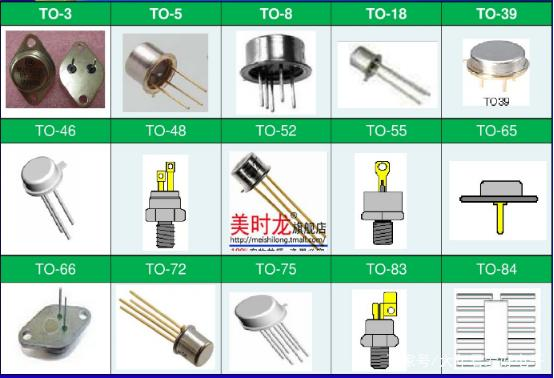 TO-3 TO-5 TO-8 TO-18 TO-39
TO39
TO-46 TO-48 TO-52 TO-55 TO-65
美时龙® 旗舰店
http://meishilong.tmall.com/
TO-66 TO-72 TO-75 TO-83 TO-84